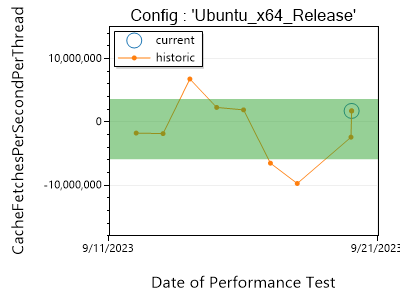 Config : 'Ubuntu_x64_Release'
current
historic
CacheFetchesPerSecondPerThread
10,000,000
0
-10,000,000
9/11/2023
9/21/2023
Date of Performance Test